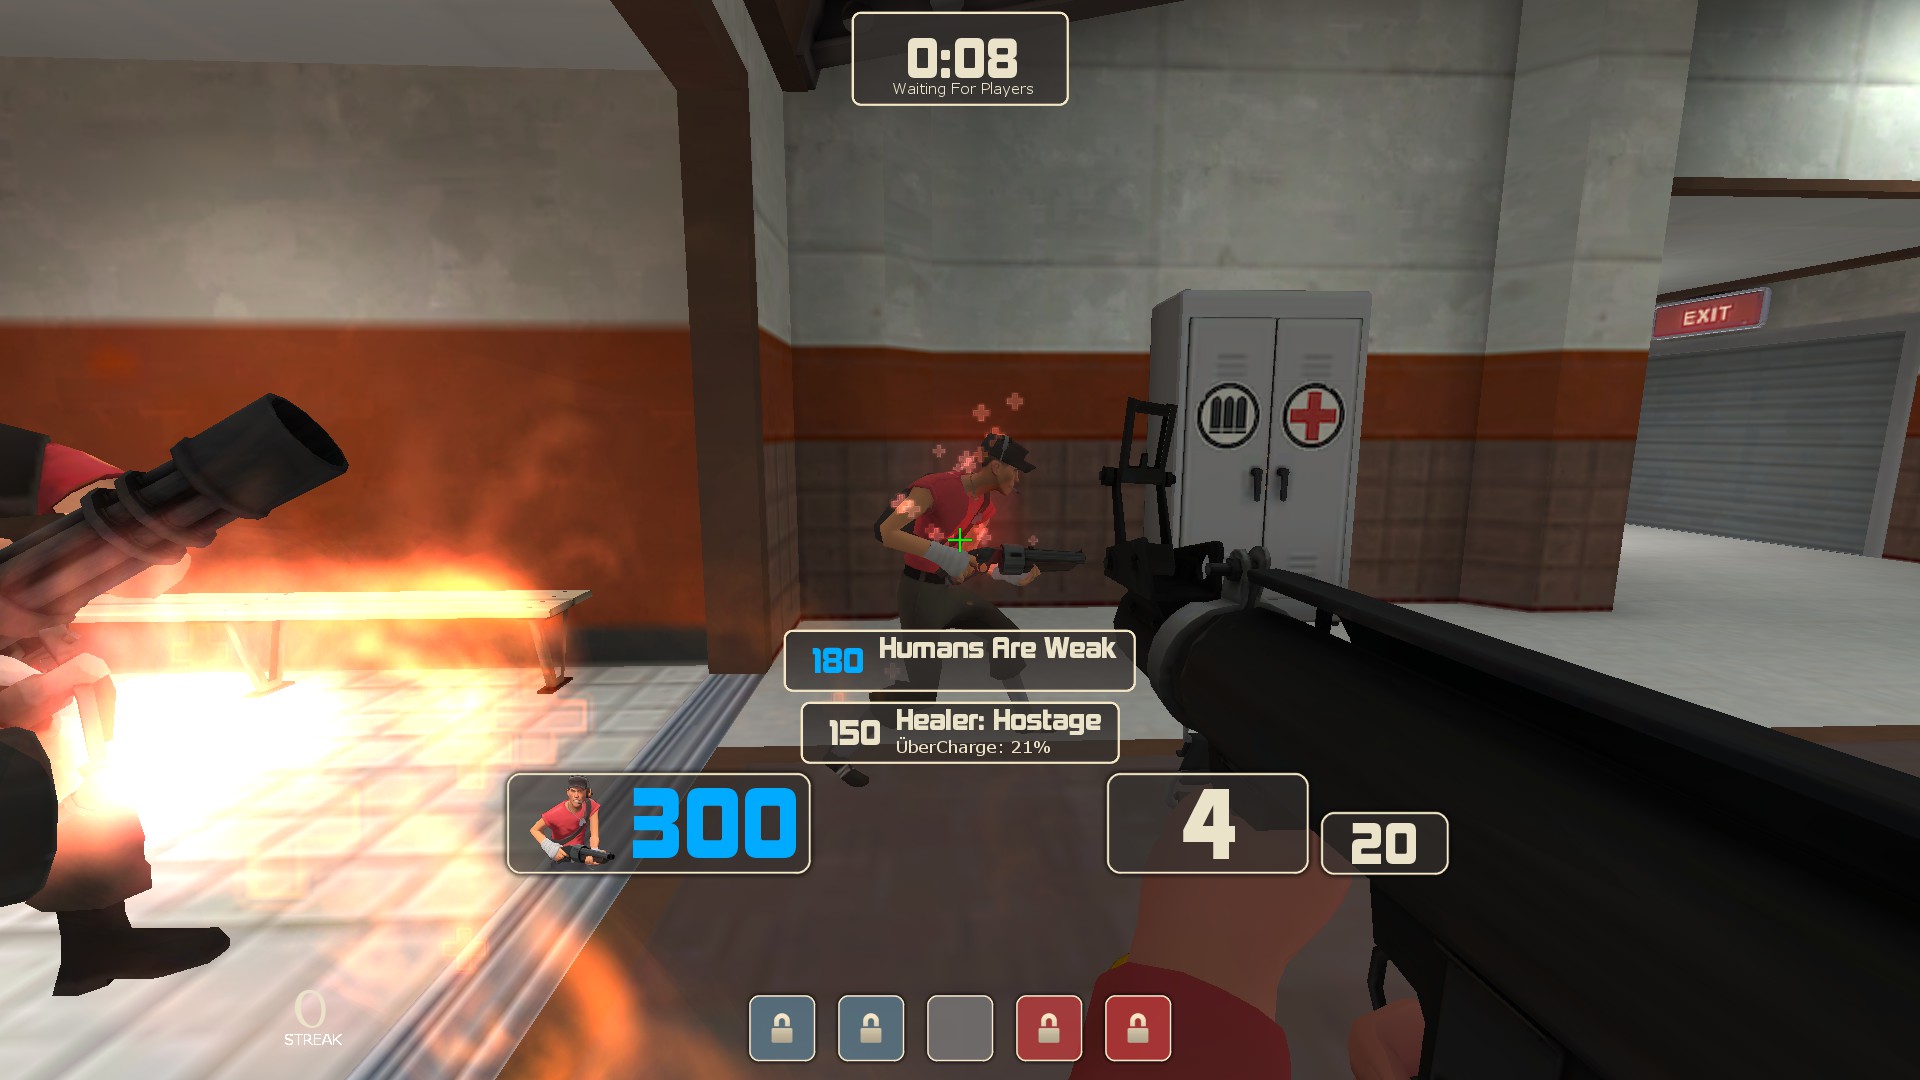 0:08
Waiting For Players
EXIT
180 Humans Are Weak
150 Healer: Hostage
ÜberCharge: 21%
300
4
20
0
STREAK